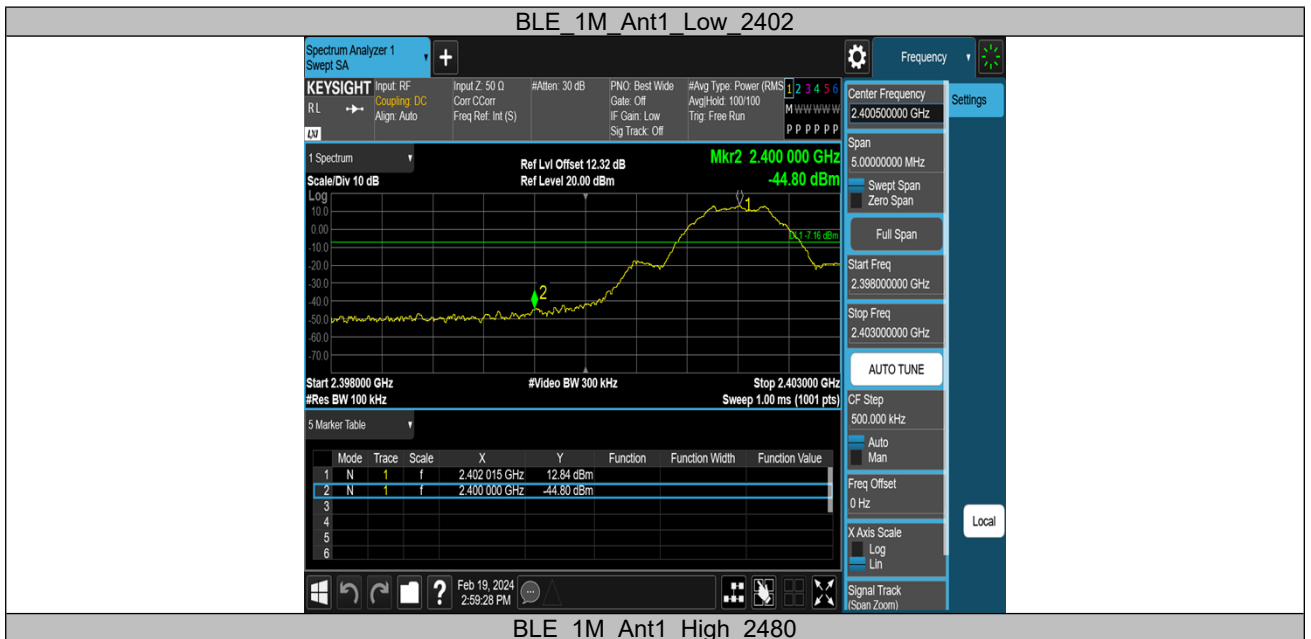 BLE_1M_Ant1_Low_2402
Spectrum Analyzer 1
Swept SA
+
Frequency
KEYSIGHT
RL
LXI
Input: RF
Coupling: DC
Align: Auto
Input Z: 50 Ω
Corr CCorr
Freq Ref: Int (S)
#Atten: 30 dB
PNO: Best Wide
Gate: Off
IF Gain: Low
Sig Track: Off
#Avg Type: Power (RMS
Avg|Hold: 100/100
Trig: Free Run
1 2 3 4 5 6
M W W W W W
P P P P P P
1 Spectrum
Scale/Div 10 dB
Ref Lvl Offset 12.32 dB
Ref Level 20.00 dBm
Mkr2 2.400 000 GHz
-44.80 dBm
Log
10.0
0.00
-10.0
-20.0
-30.0
-40.0
-50.0
-60.0
-70.0
1
2
DL1 -7.16 dBm
Start 2.398000 GHz
#Res BW 100 kHz
#Video BW 300 kHz
Stop 2.403000 GHz
Sweep 1.00 ms (1001 pts)
5 Marker Table
Mode Trace Scale X Y Function Function Width Function Value
1 N 1 f 2.402 015 GHz 12.84 dBm
2 N 1 f 2.400 000 GHz -44.80 dBm
3
4
5
6
?
Feb 19, 2024
2:59:28 PM
Center Frequency
2.400500000 GHz
Settings
Span
5.00000000 MHz
Swept Span
Zero Span
Full Span
Start Freq
2.398000000 GHz
Stop Freq
2.403000000 GHz
AUTO TUNE
CF Step
500.000 kHz
Auto
Man
Freq Offset
0 Hz
X Axis Scale
Log
Lin
Local
Signal Track
(Span Zoom)
BLE_1M_Ant1_High_2480